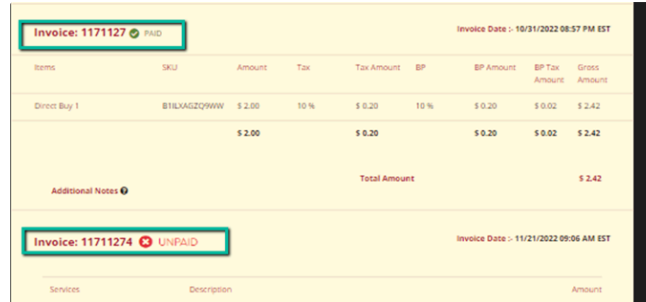 Invoice: 1171127 PAID Invoice Date :- 10/31/2022 08:57 PM EST
Items SKU Amount Tax Tax Amount BP BP Amount BP Tax Amount Gross Amount
Direct Buy 1 B1ILXAGZQ9WW $ 2.00 10 % $ 0.20 10 % $ 0.20 $ 0.02 $ 2.42
$ 2.00 $ 0.20 $ 0.20 $ 0.02 $ 2.42
Total Amount $ 2.42
Additional Notes
Invoice: 11711274 UNPAID Invoice Date :- 11/21/2022 09:06 AM EST
Services Description Amount